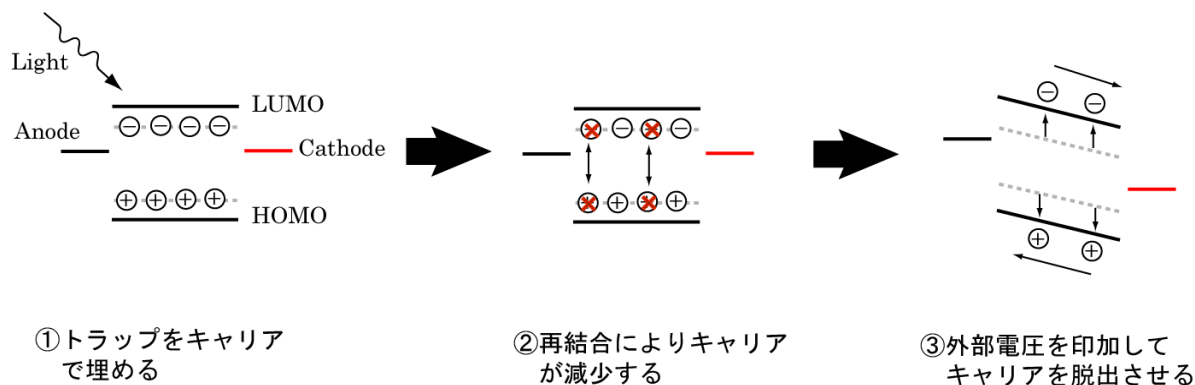 Light
LUMO
Anode
Cathode
HOMO
①トラップをキャリア
で埋める
②再結合によりキャリア
が減少する
③外部電圧を印加して
キャリアを脱出させる